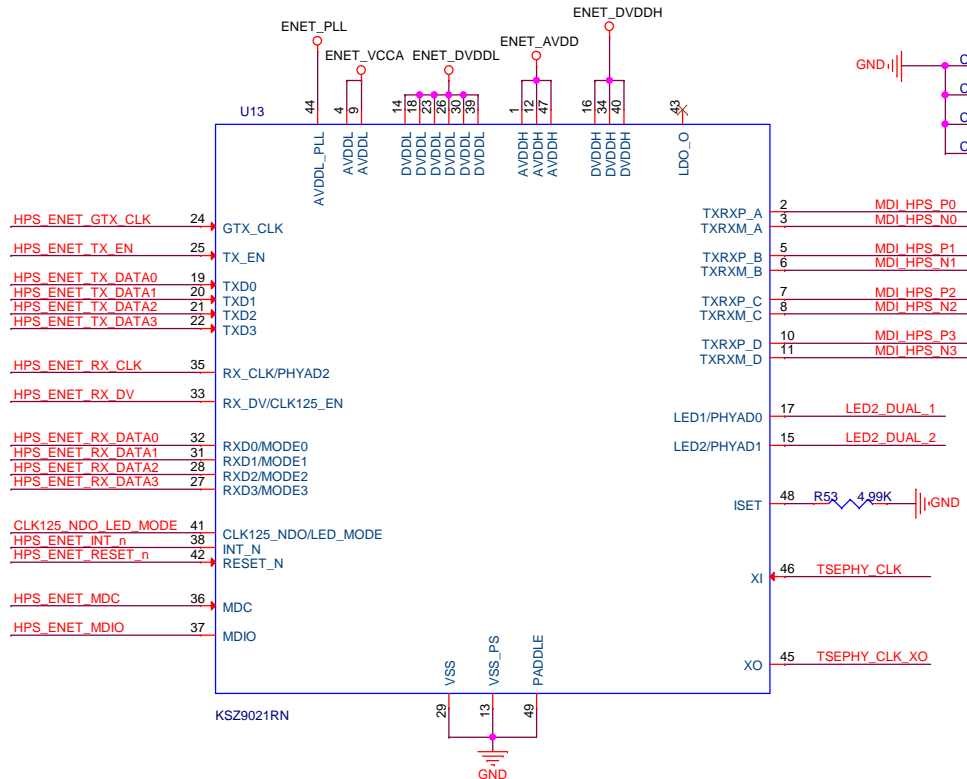 ENET_PLL
ENET_VCCA
ENET_DVDDL
ENET_AVDD
ENET_DVDDH
GND
C
C
C
C
U13
44
4
9
14
18
23
26
30
39
1
12
47
16
34
40
43
AVDDL_PLL
AVDDL
AVDDL
DVDDL
DVDDL
DVDDL
DVDDL
DVDDL
DVDDL
AVDDH
AVDDH
AVDDH
DVDDH
DVDDH
DVDDH
LDO_O
HPS_ENET_GTX_CLK 24 GTX_CLK
HPS_ENET_TX_EN 25 TX_EN
HPS_ENET_TX_DATA0 19 TXD0
HPS_ENET_TX_DATA1 20 TXD1
HPS_ENET_TX_DATA2 21 TXD2
HPS_ENET_TX_DATA3 22 TXD3
HPS_ENET_RX_CLK 35 RX_CLK/PHYAD2
HPS_ENET_RX_DV 33 RX_DV/CLK125_EN
HPS_ENET_RX_DATA0 32 RXD0/MODE0
HPS_ENET_RX_DATA1 31 RXD1/MODE1
HPS_ENET_RX_DATA2 28 RXD2/MODE2
HPS_ENET_RX_DATA3 27 RXD3/MODE3
CLK125_NDO_LED_MODE 41 CLK125_NDO/LED_MODE
HPS_ENET_INT_n 38 INT_N
HPS_ENET_RESET_n 42 RESET_N
HPS_ENET_MDC 36 MDC
HPS_ENET_MDIO 37 MDIO
TXRXP_A 2 MDI_HPS_P0
TXRXM_A 3 MDI_HPS_N0
TXRXP_B 5 MDI_HPS_P1
TXRXM_B 6 MDI_HPS_N1
TXRXP_C 7 MDI_HPS_P2
TXRXM_C 8 MDI_HPS_N2
TXRXP_D 10 MDI_HPS_P3
TXRXM_D 11 MDI_HPS_N3
LED1/PHYAD0 17 LED2_DUAL_1
LED2/PHYAD1 15 LED2_DUAL_2
ISET 48 R53 4.99K GND
XI 46 TSEPHY_CLK
XO 45 TSEPHY_CLK_XO
VSS
VSS_PS
PADDLE
29
13
49
KSZ9021RN
GND